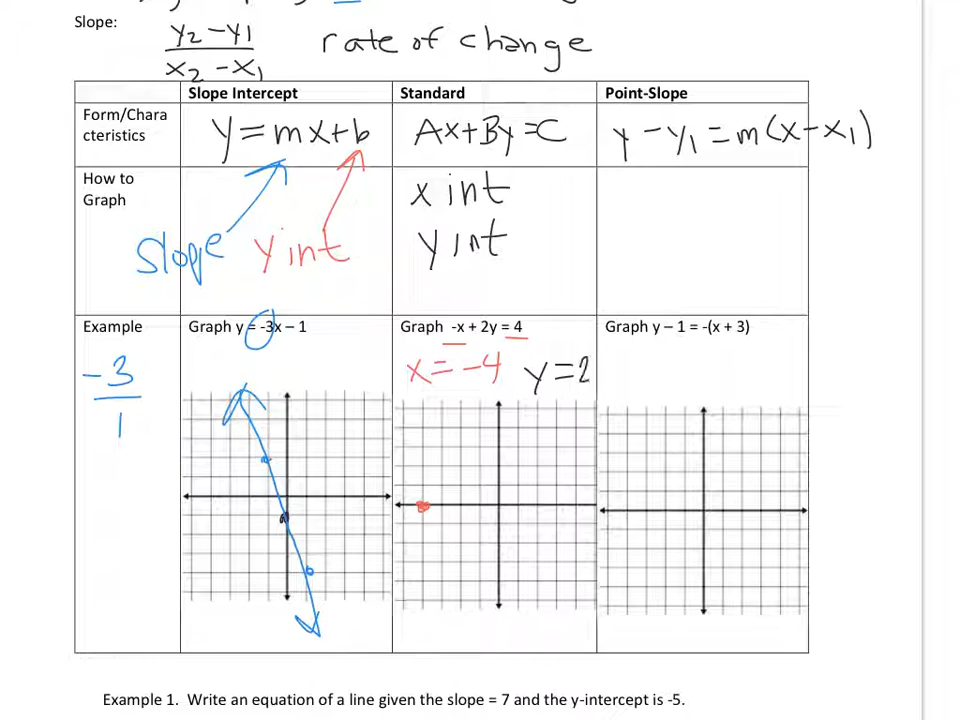 Slope:
y2 - y1
x2 - x1
rate of change
Slope Intercept
Standard
Point-Slope
Form/Chara
cteristics
y = mx+b
Ax+By=C
y - y1 = m(x-x1)
How to
Graph
Slope
y int
x int
y int
Example
Graph y = -3x – 1
Graph -x + 2y = 4
Graph y – 1 = -(x + 3)
-3
1
x = -4
y = 2
Example 1. Write an equation of a line given the slope = 7 and the y-intercept is -5.